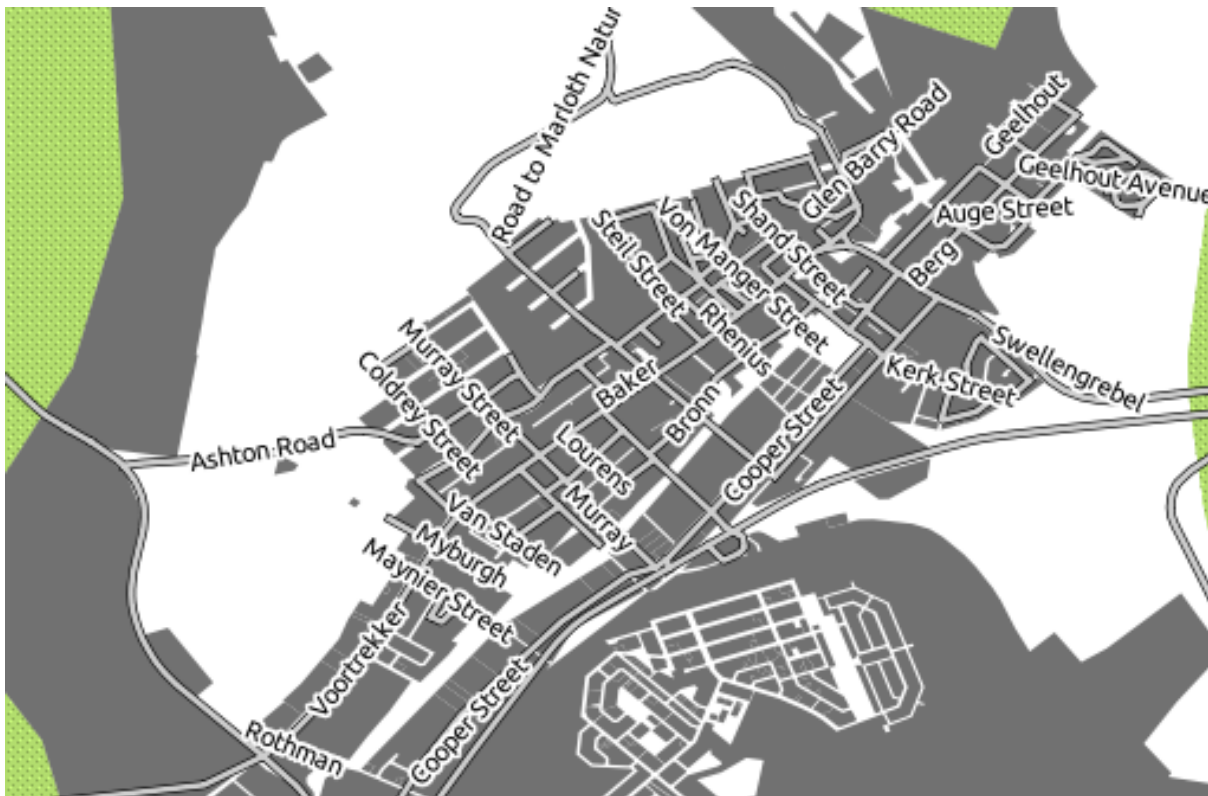 Road to Marloth Natur
Geelhout
Glen Barry Road
Geelhout Avenue
Auge Street
Von Manger Street
Shand Street
Steil Street
Berg
Rhenius
Swellengrebel
Kerk Street
Murray Street
Coldrey Street
Baker
Bronn
Cooper Street
Ashton Road
Lourens
Murray
Van Staden
Myburgh
Maynier Street
Voortrekker
Cooper Street
Rothman